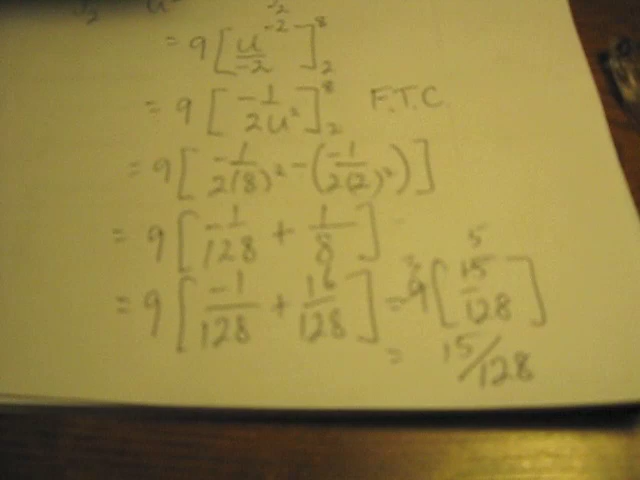 = 9 [ u^-2 / -2 ]_2^8
= 9 [ -1 / 2u² ]_2^8 F.T.C.
= 9 [ -1 / 2(8)² - ( -1 / 2(2)² ) ]
= 9 [ -1/128 + 1/8 ]
= 9 [ -1/128 + 16/128 ] = 9 [ 15/128 ]
= 15/128